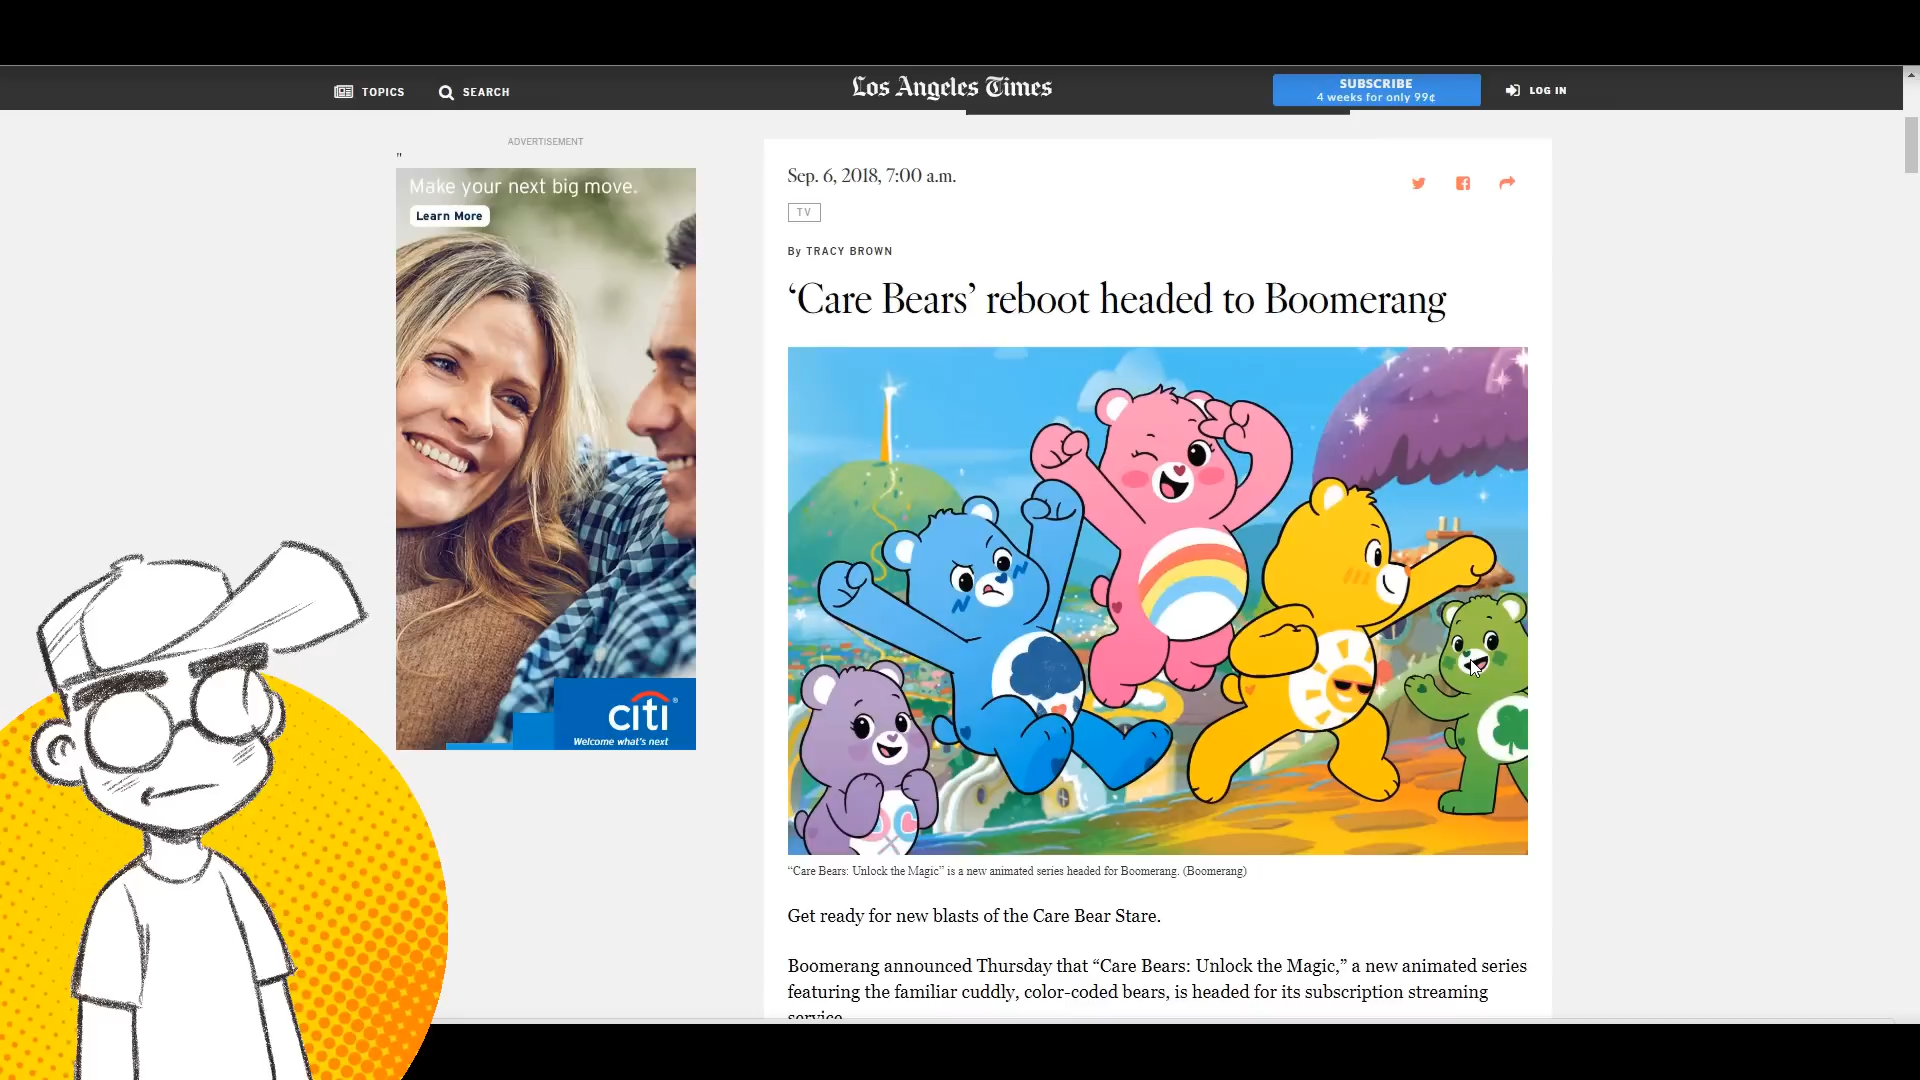 TOPICS
SEARCH
Los Angeles Times
SUBSCRIBE
4 weeks for only 99¢
LOG IN
ADVERTISEMENT
"
Make your next big move.
Learn More
citi®
Welcome what's next
Sep. 6, 2018, 7:00 a.m.
TV
By TRACY BROWN
‘Care Bears’ reboot headed to Boomerang
“Care Bears: Unlock the Magic” is a new animated series headed for Boomerang. (Boomerang)
Get ready for new blasts of the Care Bear Stare.
Boomerang announced Thursday that “Care Bears: Unlock the Magic,” a new animated series
featuring the familiar cuddly, color-coded bears, is headed for its subscription streaming
service.